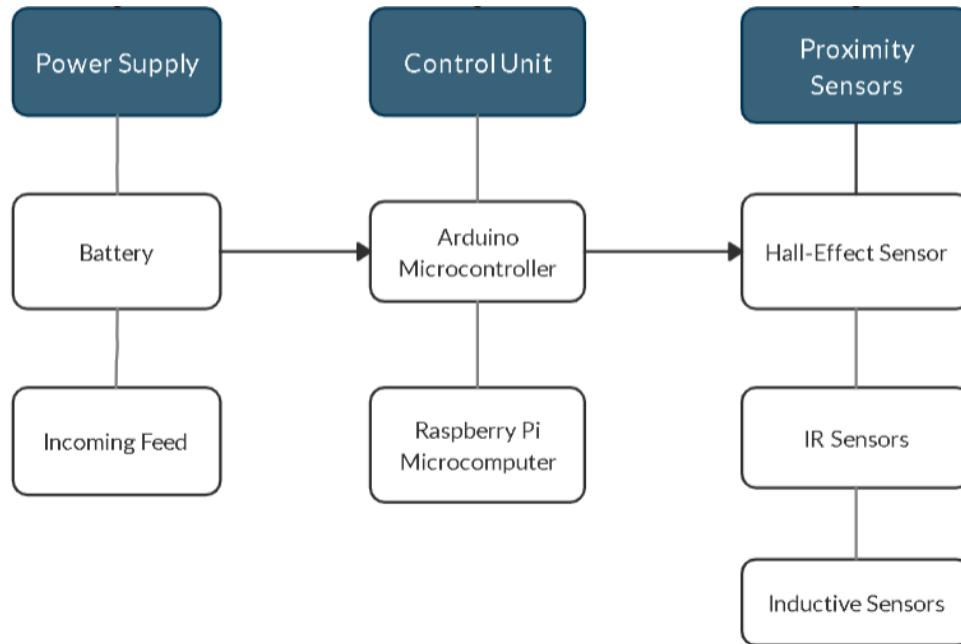 Power Supply
Control Unit
Proximity
Sensors
Battery
Arduino
Microcontroller
Hall-Effect Sensor
Incoming Feed
Raspberry Pi
Microcomputer
IR Sensors
Inductive Sensors